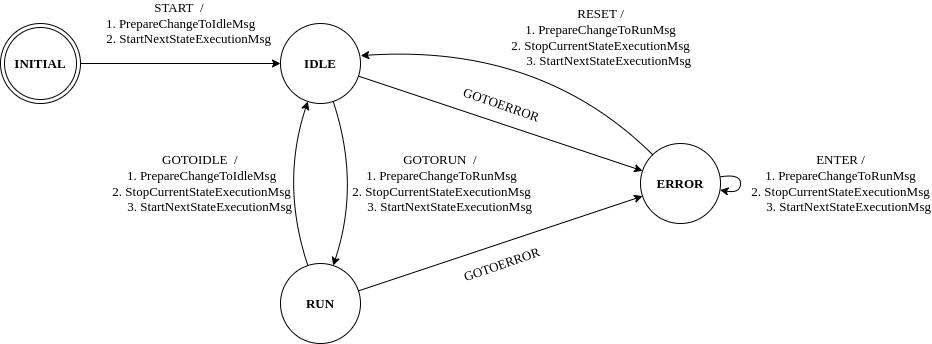 START  /
1. PrepareChangeToIdleMsg
2. StartNextStateExecutionMsg
INITIAL
IDLE
RESET /
1. PrepareChangeToRunMsg
2. StopCurrentStateExecutionMsg
3. StartNextStateExecutionMsg
GOTOERROR
GOTOIDLE  /
1. PrepareChangeToIdleMsg
2. StopCurrentStateExecutionMsg
3. StartNextStateExecutionMsg
GOTORUN  /
1. PrepareChangeToRunMsg
2. StopCurrentStateExecutionMsg
3. StartNextStateExecutionMsg
ERROR
ENTER /
1. PrepareChangeToRunMsg
2. StopCurrentStateExecutionMsg
3. StartNextStateExecutionMsg
GOTOERROR
RUN